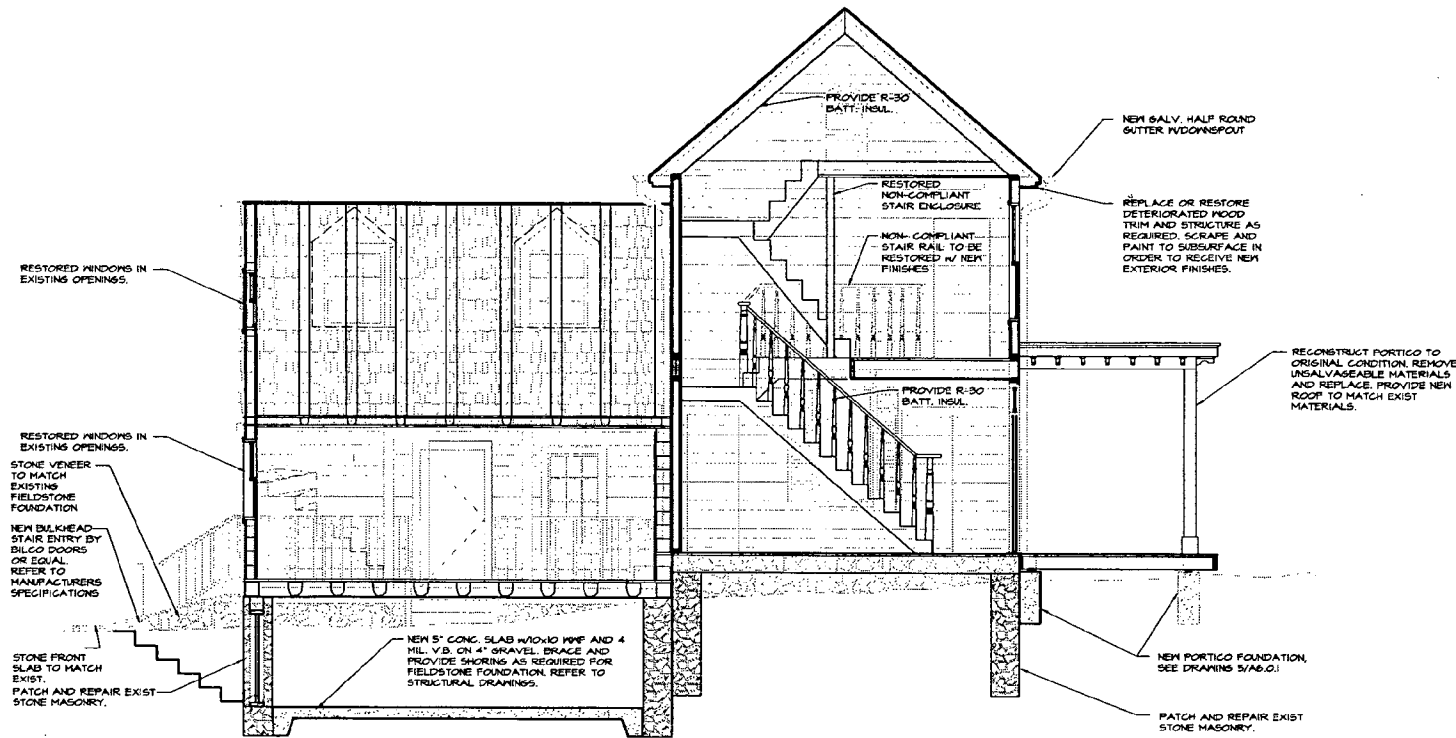 PROVIDE R-30
BATT. INSUL.
NEW GALV. HALF ROUND
GUTTER W/DOWNSPOUT
RESTORED
NON-COMPLIANT
STAIR ENCLOSURE
REPLACE OR RESTORE
DETERIORATED WOOD
TRIM AND STRUCTURE AS
REQUIRED. SCRAPE AND
PAINT TO SUBSURFACE IN
ORDER TO RECEIVE NEW
EXTERIOR FINISHES.
NON- COMPLIANT
STAIR RAIL TO BE
RESTORED W/ NEW
FINISHES
RESTORED WINDOWS IN
EXISTING OPENINGS.
RECONSTRUCT PORTICO TO
ORIGINAL CONDITION. REMOVE
UNSALVAGEABLE MATERIALS
AND REPLACE. PROVIDE NEW
ROOF TO MATCH EXIST
MATERIALS.
PROVIDE R-30
BATT. INSUL.
RESTORED WINDOWS IN
EXISTING OPENINGS.
STONE VENEER
TO MATCH
EXISTING
FIELDSTONE
FOUNDATION
NEW BULKHEAD
STAIR ENTRY BY
BILCO DOORS
OR EQUAL.
REFER TO
MANUFACTURERS
SPECIFICATIONS
STONE FRONT
SLAB TO MATCH
EXIST.
PATCH AND REPAIR EXIST
STONE MASONRY.
NEW 5" CONC. SLAB W/10x10 WWF AND 4
MIL. V.B. ON 4" GRAVEL. BRACE AND
PROVIDE SHORING AS REQUIRED FOR
FIELDSTONE FOUNDATION. REFER TO
STRUCTURAL DRAWINGS.
NEW PORTICO FOUNDATION,
SEE DRAWING 5/A6.0.1
PATCH AND REPAIR EXIST
STONE MASONRY.